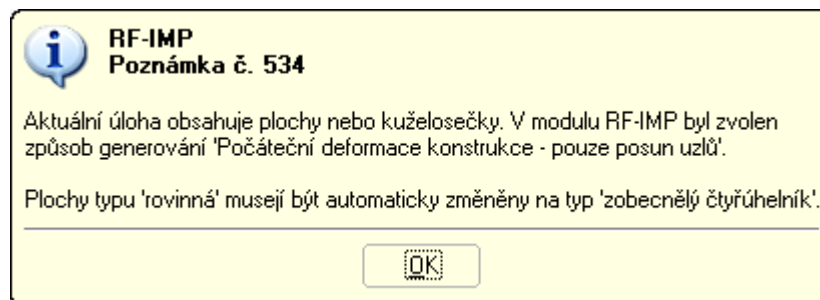 RF-IMP
Poznámka č. 534
Aktuální úloha obsahuje plochy nebo kuželosečky. V modulu RF-IMP byl zvolen
způsob generování 'Počáteční deformace konstrukce - pouze posun uzlů'.
Plochy typu 'rovinná' musejí být automaticky změněny na typ 'zobecnělý čtyřúhelník'.
OK